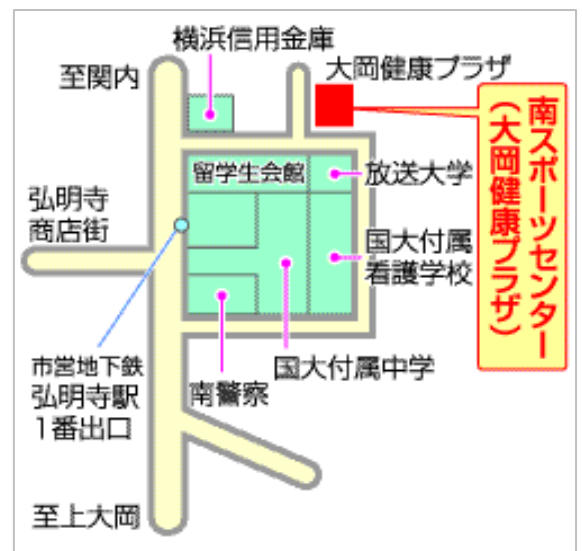 横浜信用金庫
至関内
大岡健康プラザ
南スポーツセンター
（大岡健康プラザ）
留学生会館
放送大学
弘明寺
商店街
国大付属
看護学校
市営地下鉄
弘明寺駅
1番出口
南警察
国大付属中学
至上大岡